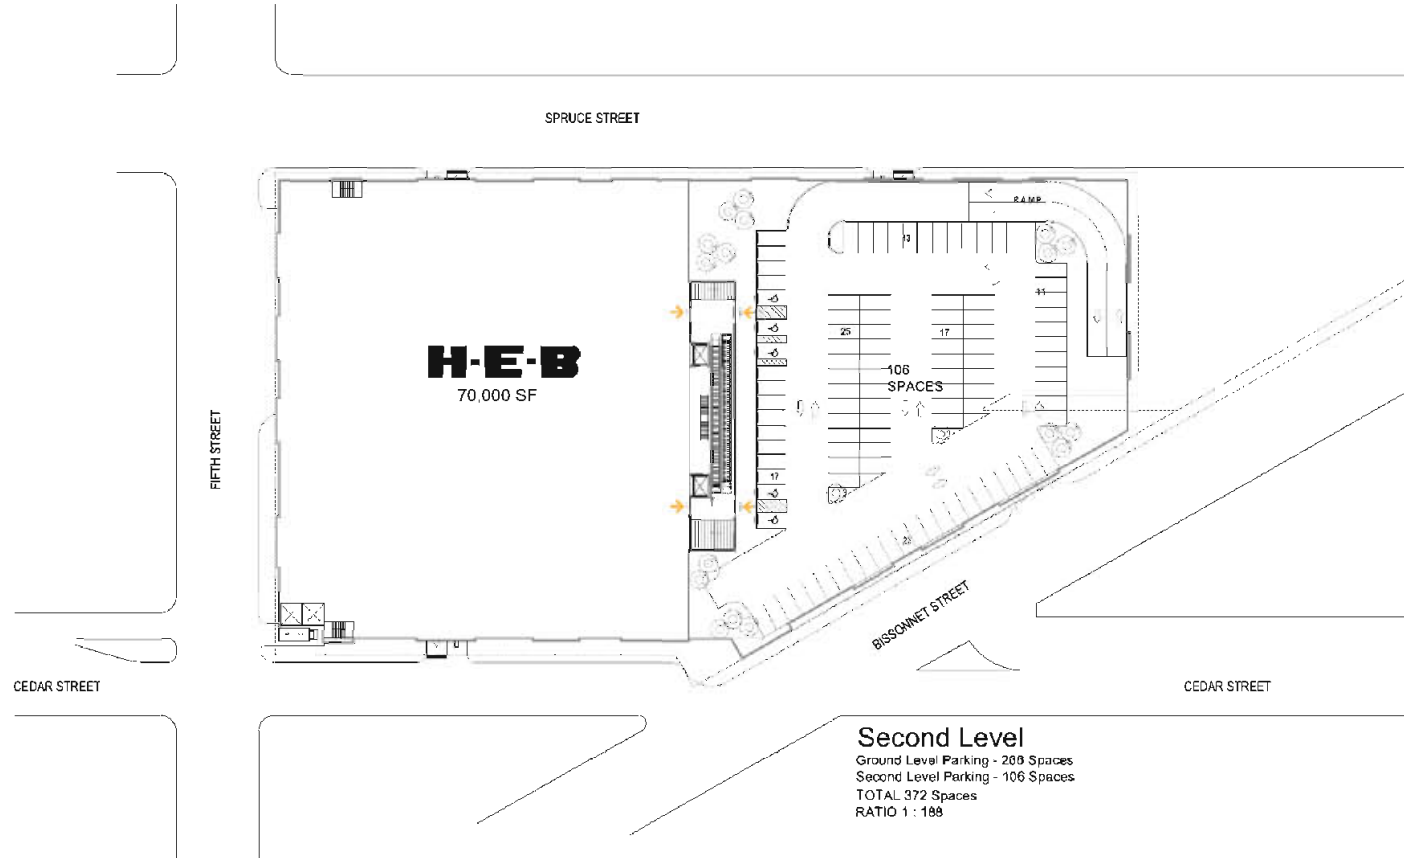 SPRUCE STREET
RAMP
13
11
25
17
H-E-B
70,000 SF
106
SPACES
FIFTH STREET
17
BISSONNET STREET
CEDAR STREET
CEDAR STREET
Second Level
Ground Level Parking - 266 Spaces
Second Level Parking - 106 Spaces
TOTAL 372 Spaces
RATIO 1 : 188